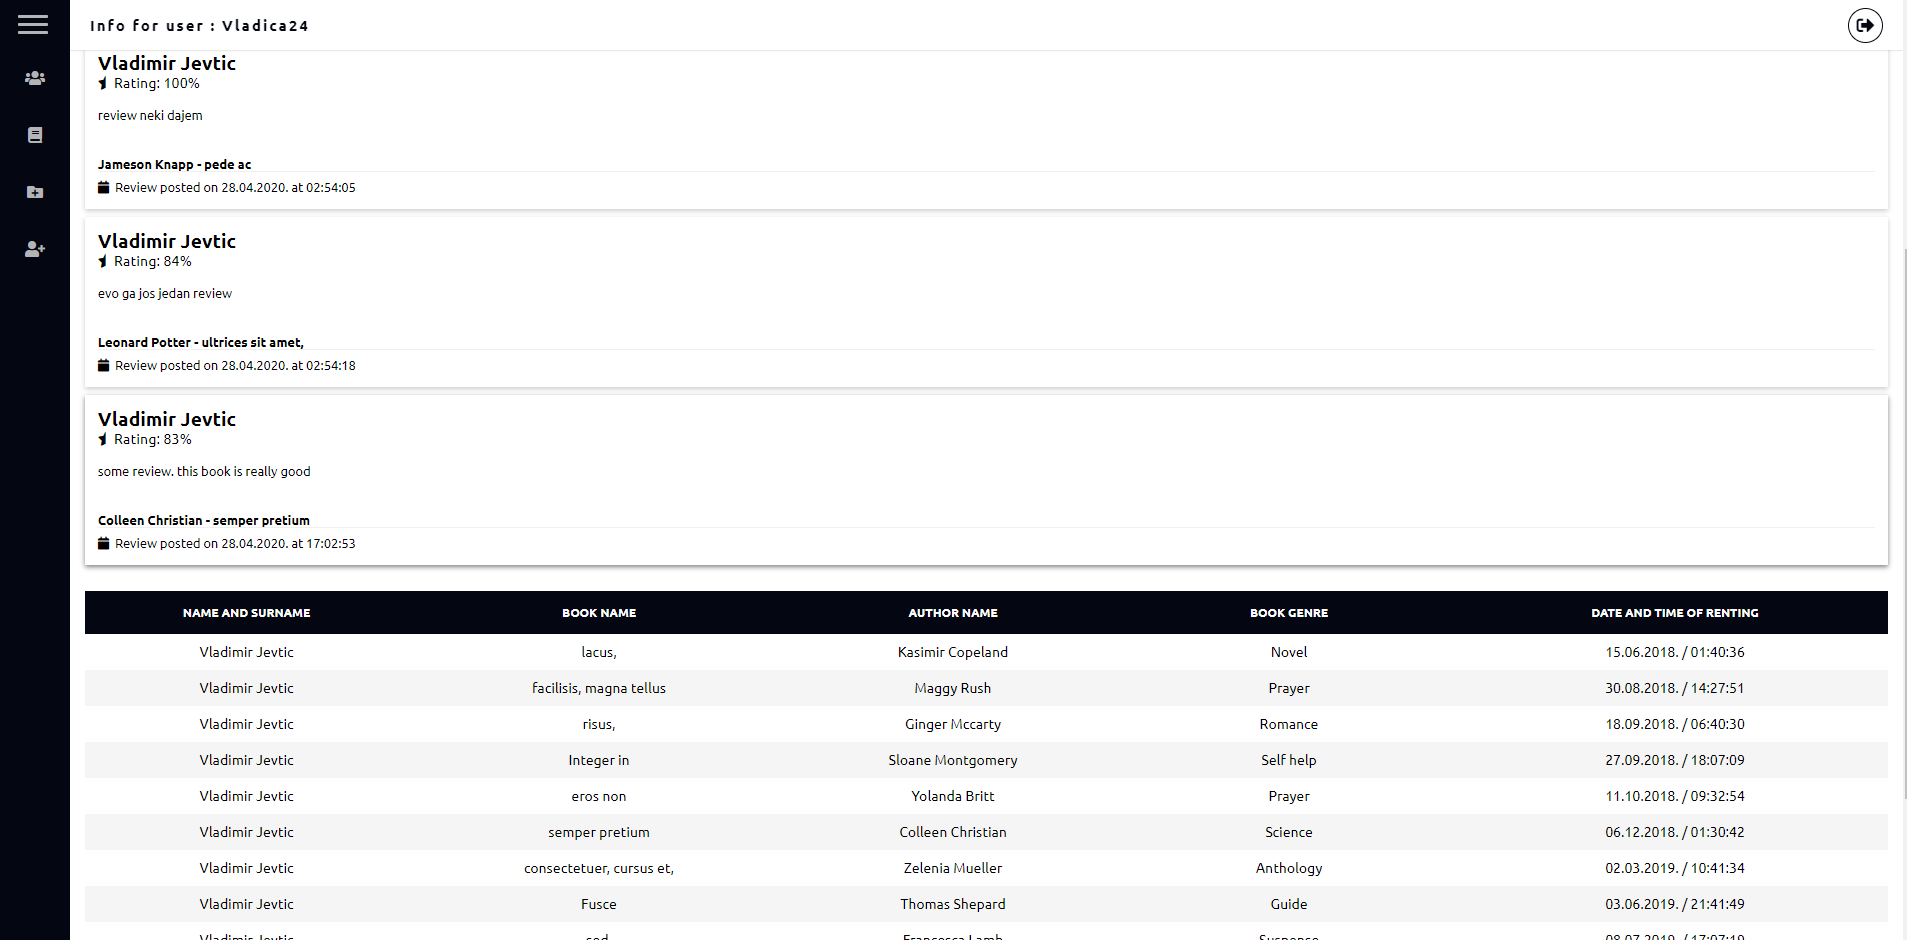 Info for user : Vladica24
Vladimir Jevtic
Rating: 100%
review neki dajem
Jameson Knapp - pede ac
Review posted on 28.04.2020. at 02:54:05
Vladimir Jevtic
Rating: 84%
evo ga jos jedan review
Leonard Potter - ultrices sit amet,
Review posted on 28.04.2020. at 02:54:18
Vladimir Jevtic
Rating: 83%
some review. this book is really good
Colleen Christian - semper pretium
Review posted on 28.04.2020. at 17:02:53
NAME AND SURNAME BOOK NAME AUTHOR NAME BOOK GENRE DATE AND TIME OF RENTING
Vladimir Jevtic lacus, Kasimir Copeland Novel 15.06.2018. / 01:40:36
Vladimir Jevtic facilisis, magna tellus Maggy Rush Prayer 30.08.2018. / 14:27:51
Vladimir Jevtic risus, Ginger Mccarty Romance 18.09.2018. / 06:40:30
Vladimir Jevtic Integer in Sloane Montgomery Self help 27.09.2018. / 18:07:09
Vladimir Jevtic eros non Yolanda Britt Prayer 11.10.2018. / 09:32:54
Vladimir Jevtic semper pretium Colleen Christian Science 06.12.2018. / 01:30:42
Vladimir Jevtic consectetuer, cursus et, Zelenia Mueller Anthology 02.03.2019. / 10:41:34
Vladimir Jevtic Fusce Thomas Shepard Guide 03.06.2019. / 21:41:49
Vladimir Jevtic sed Francesca Lamb Suspense 08.07.2019. / 17:07:19